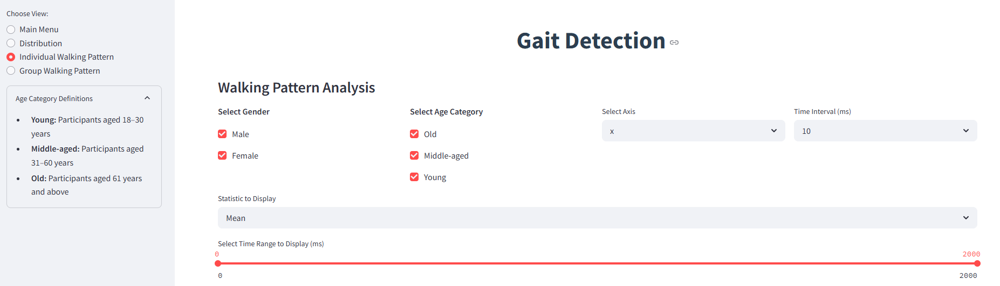 Choose View:
Main Menu
Distribution
Individual Walking Pattern
Group Walking Pattern
Age Category Definitions
• Young: Participants aged 18–30
years
• Middle-aged: Participants aged
31–60 years
• Old: Participants aged 61 years
and above
Gait Detection
Walking Pattern Analysis
Select Gender
Male
Female
Select Age Category
Old
Middle-aged
Young
Select Axis
x
Time Interval (ms)
10
Statistic to Display
Mean
Select Time Range to Display (ms)
0 2000
0 2000